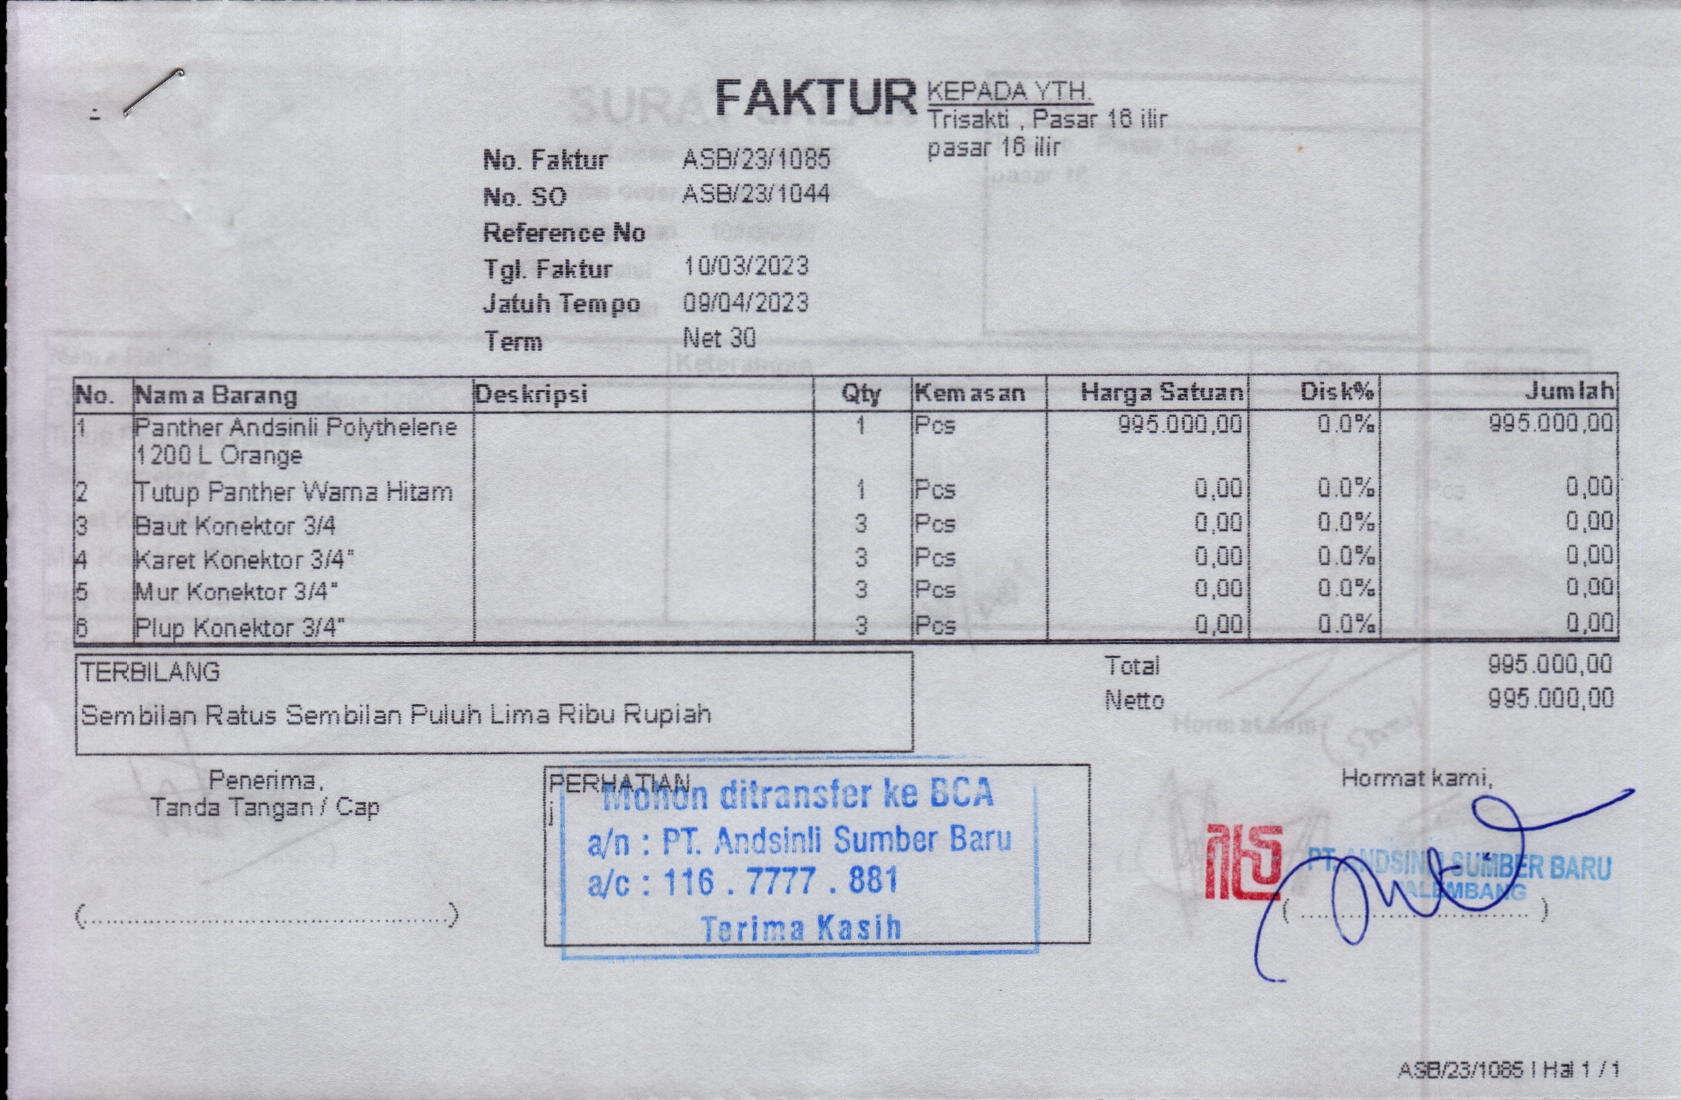 FAKTUR
KEPADA YTH.
Trisakti , Pasar 16 ilir
pasar 16 ilir
No. Faktur ASB/23/1085
No. SO ASB/23/1044
Reference No
Tgl. Faktur 10/03/2023
Jatuh Tempo 09/04/2023
Term Net 30
No. Nama Barang Deskripsi Qty Kemasan Harga Satuan Disk% Jumlah
1 Panther Andsinli Polythelene 1 Pcs 995.000,00 0.0% 995.000,00
1200 L Orange
2 Tutup Panther Warna Hitam 1 Pcs 0,00 0.0% 0,00
3 Baut Konektor 3/4 3 Pcs 0,00 0.0% 0,00
4 Karet Konektor 3/4" 3 Pcs 0,00 0.0% 0,00
5 Mur Konektor 3/4" 3 Pcs 0,00 0.0% 0,00
6 Plup Konektor 3/4" 3 Pcs 0,00 0.0% 0,00
TERBILANG
Sembilan Ratus Sembilan Puluh Lima Ribu Rupiah
Total 995.000,00
Netto 995.000,00
Penerima,
Tanda Tangan / Cap
(........................................................)
PERHATIAN
j
Mohon ditransfer ke BCA
a/n : PT. Andsinli Sumber Baru
a/c : 116 . 7777 . 881
Terima Kasih
Hormat kami,
PT. ANDSINLI SUMBER BARU
PALEMBANG
(....................................)
ASB/23/1085 | Hal 1 / 1